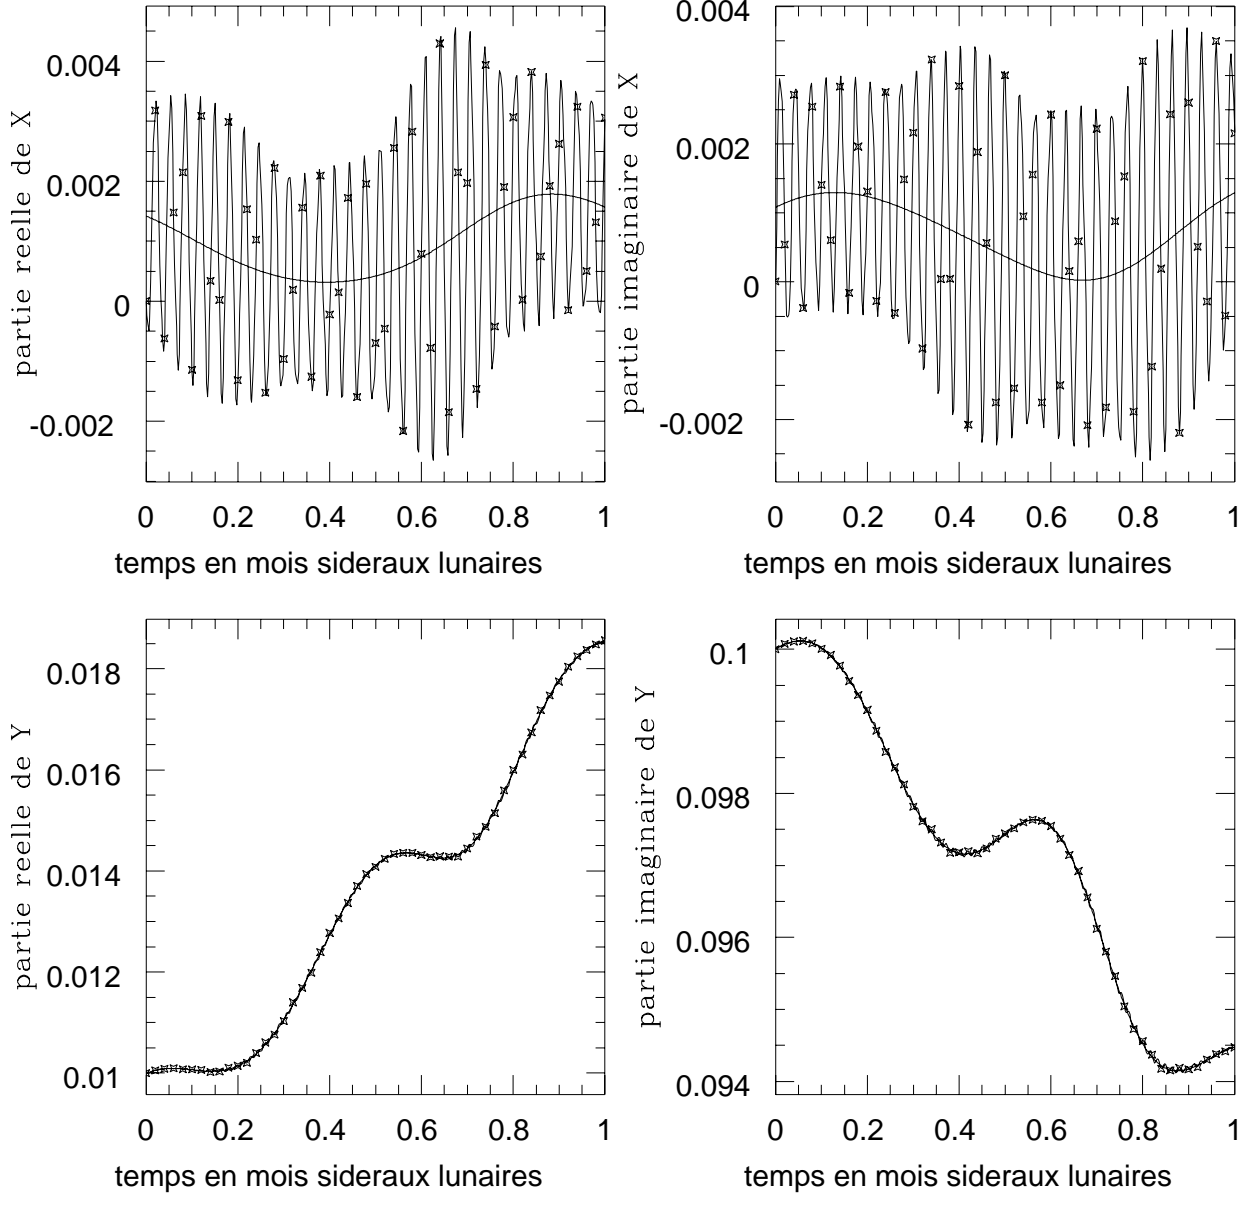 partie reelle de X
0.004
0.002
0
-0.002
0 0.2 0.4 0.6 0.8 1
temps en mois sideraux lunaires
partie imaginaire de X
0.004
0.002
0
-0.002
0 0.2 0.4 0.6 0.8 1
temps en mois sideraux lunaires
partie reelle de Y
0.018
0.016
0.014
0.012
0.01
0 0.2 0.4 0.6 0.8 1
temps en mois sideraux lunaires
partie imaginaire de Y
0.1
0.098
0.096
0.094
0 0.2 0.4 0.6 0.8 1
temps en mois sideraux lunaires